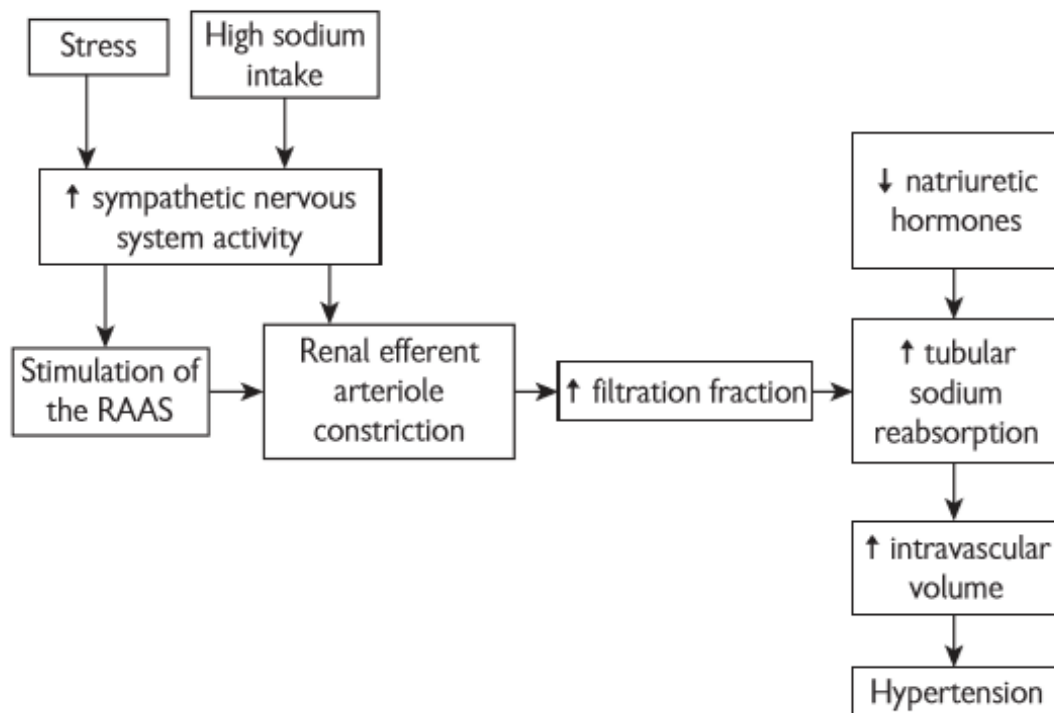 Stress
High sodium
intake
↑ sympathetic nervous
system activity
↓ natriuretic
hormones
Stimulation of
the RAAS
Renal efferent
arteriole
constriction
↑ filtration fraction
↑ tubular
sodium
reabsorption
↑ intravascular
volume
Hypertension